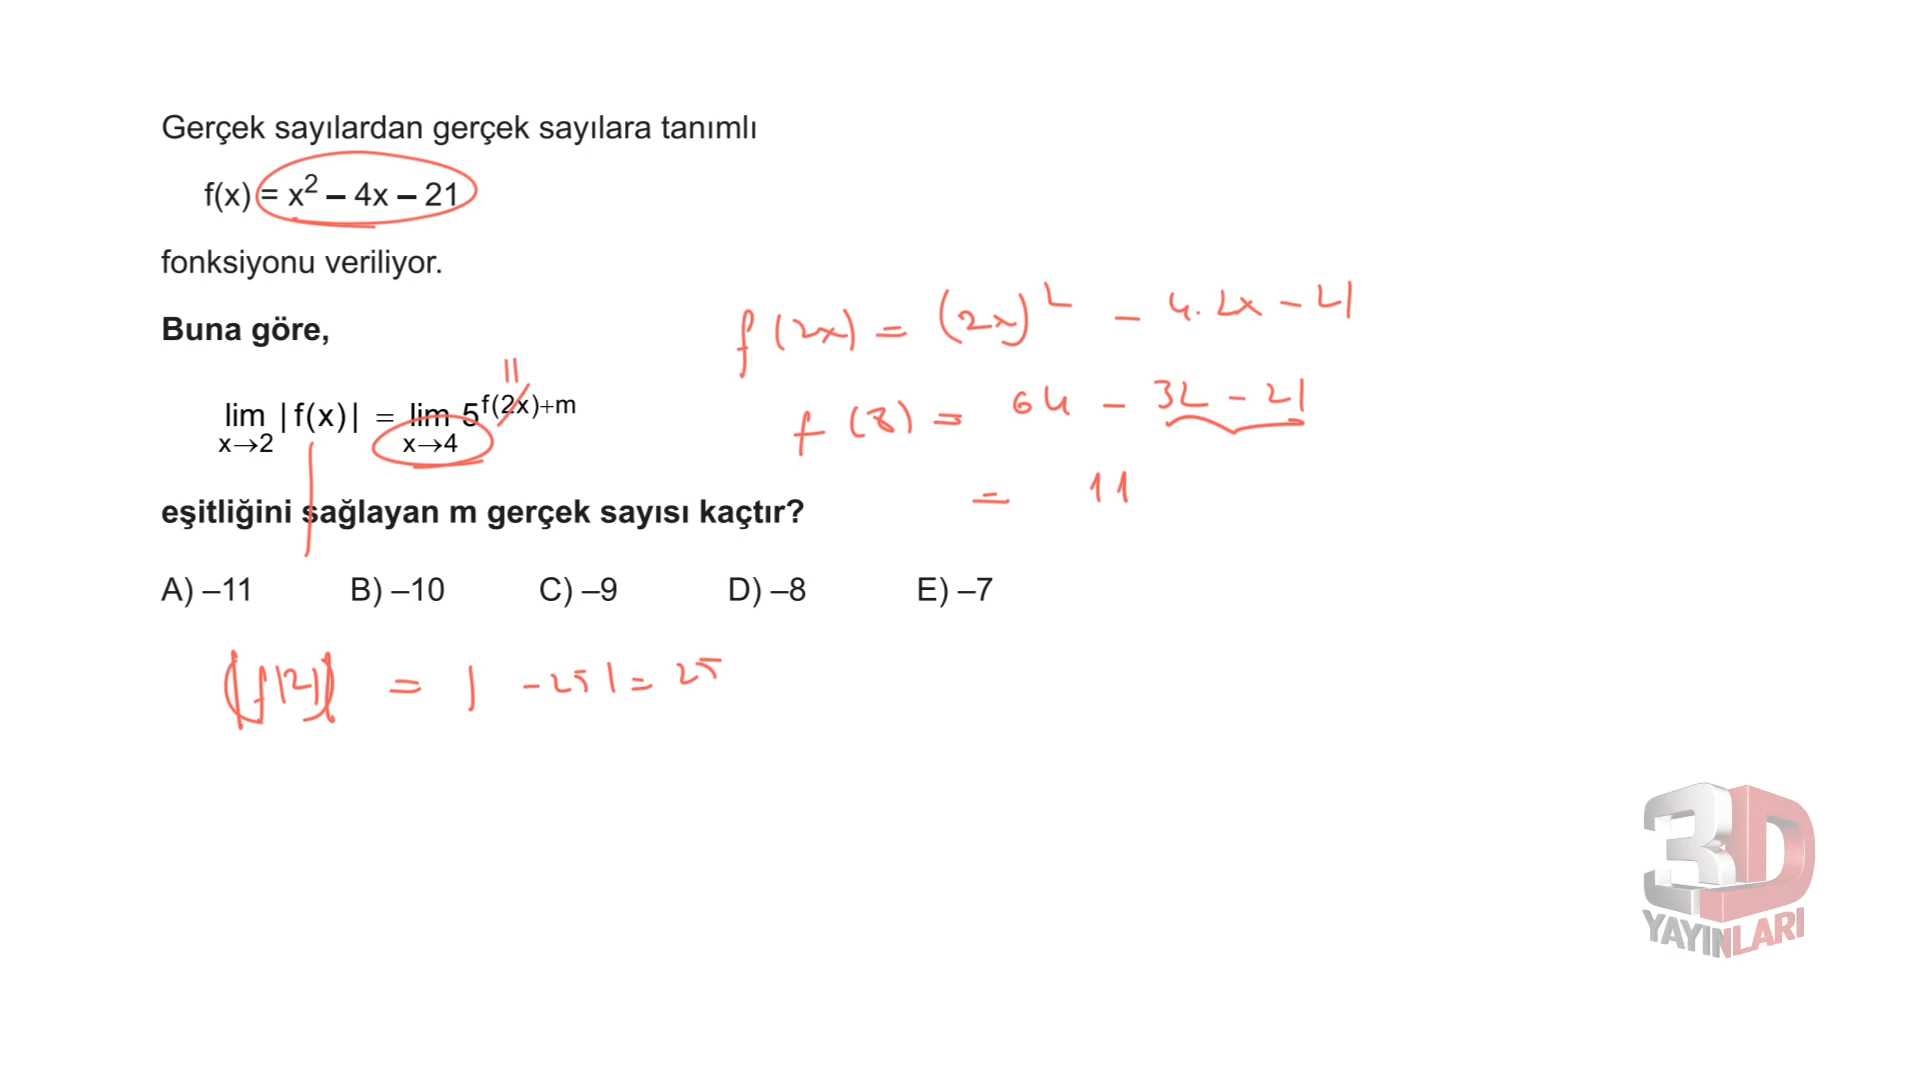 Gerçek sayılardan gerçek sayılara tanımlı
f(x) = x² – 4x – 21
fonksiyonu veriliyor.
Buna göre,
11
lim |f(x)| = lim 5^f(2x)+m
x→2 x→4
eşitliğini sağlayan m gerçek sayısı kaçtır?
A) –11 B) –10 C) –9 D) –8 E) –7
f(2x) = (2x)² – 4.2x – 21
f(8) = 64 – 32 – 21
= 11
|f(2)| = |-25| = 25
3D
YAYINLARI